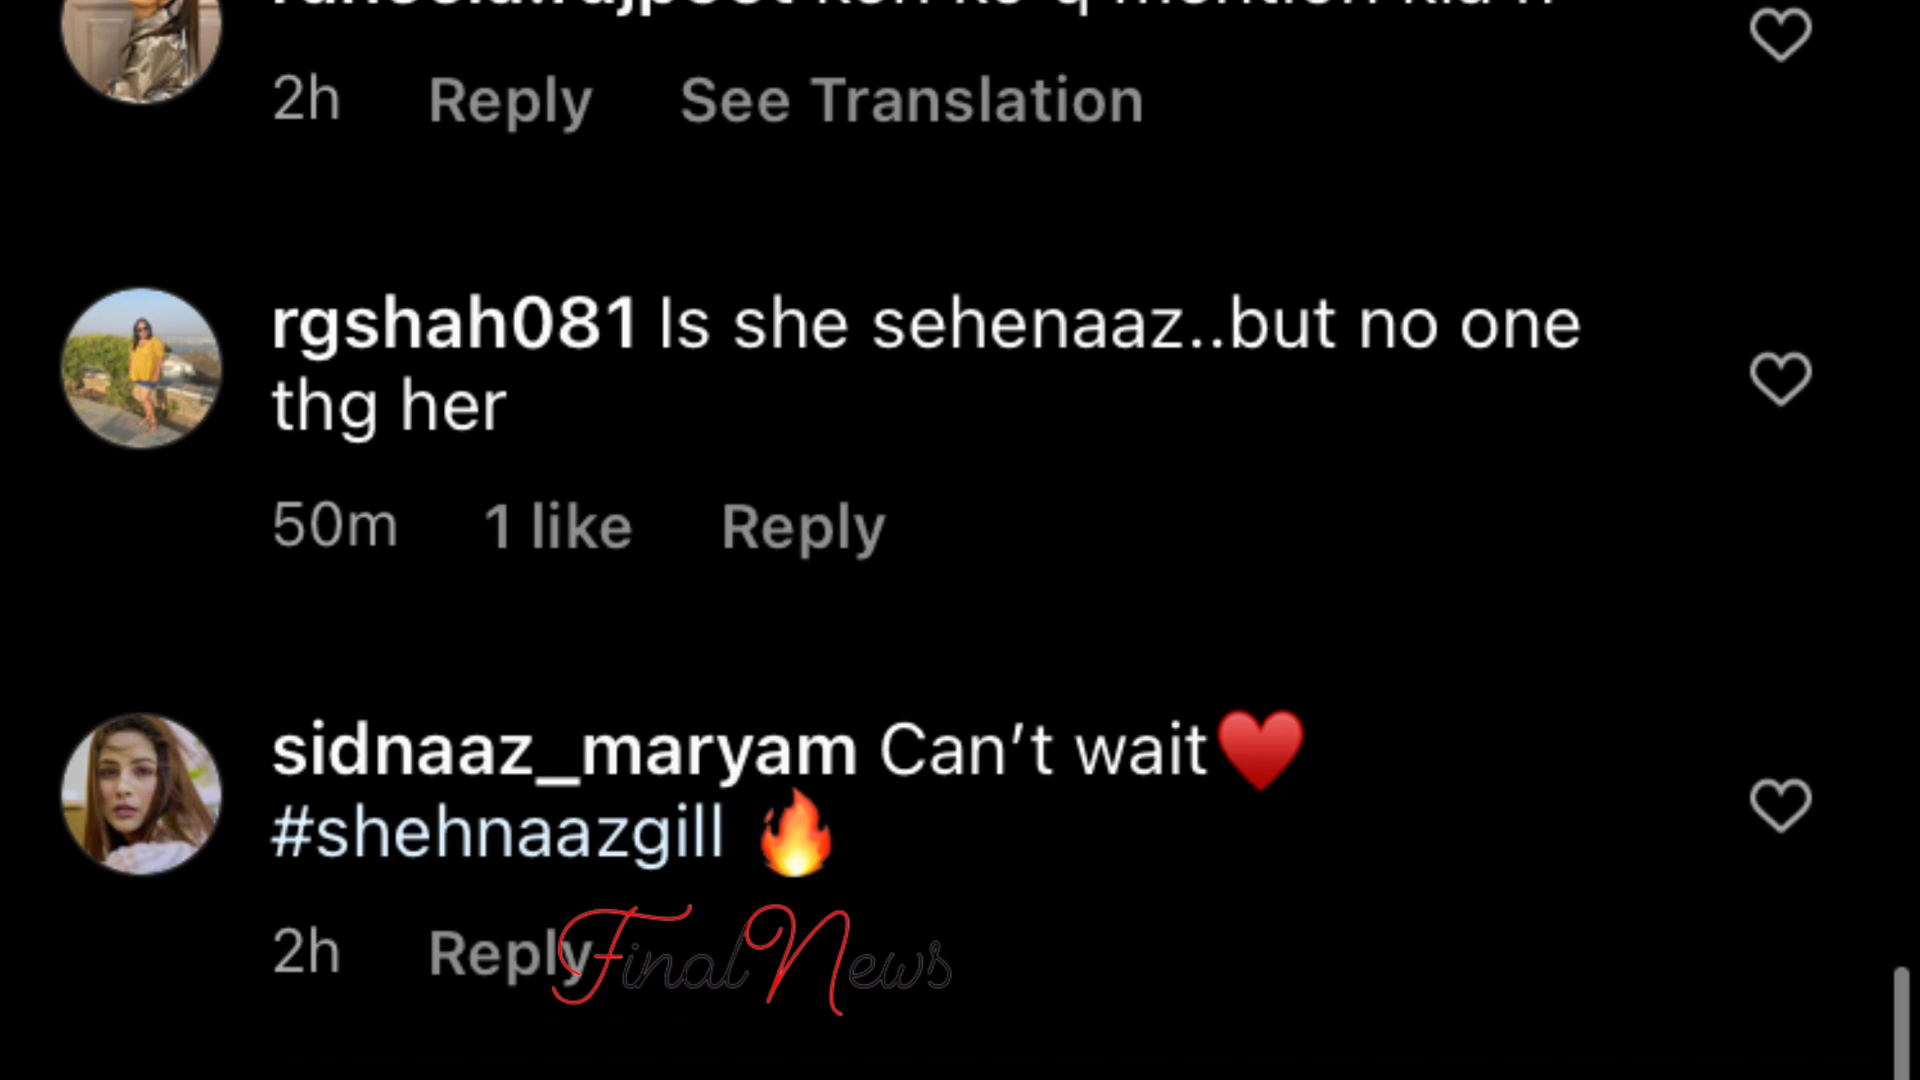 2h Reply See Translation
rgshah081 Is she sehenaaz..but no one
thg her
50m 1 like Reply
sidnaaz_maryam Can’t wait♥️
#shehnaazgill 🔥
2h Reply
Final News